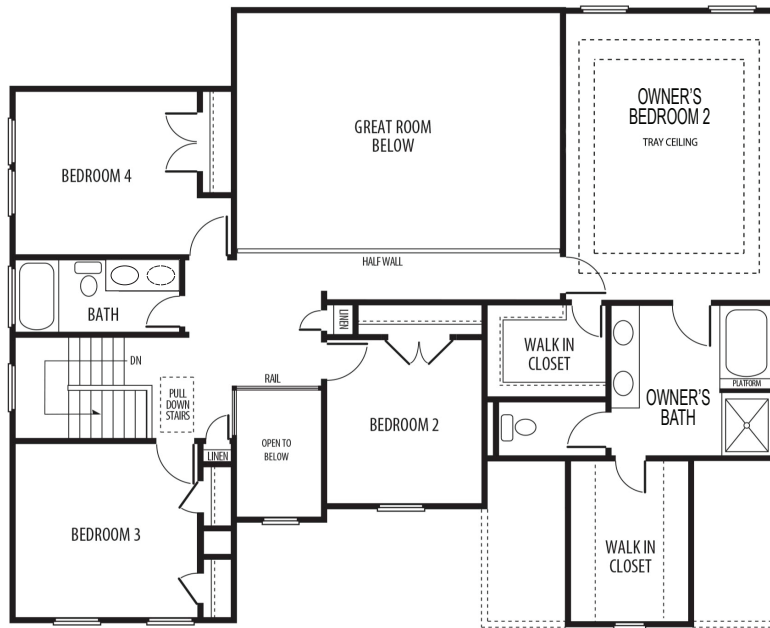 OWNER'S
BEDROOM 2
TRAY CEILING
GREAT ROOM
BELOW
BEDROOM 4
HALF WALL
BATH
LINEN
WALK IN
CLOSET
DN
PULL
DOWN
STAIRS
RAIL
PLATFORM
OWNER'S
BATH
BEDROOM 2
OPEN TO
BELOW
LINEN
BEDROOM 3
WALK IN
CLOSET